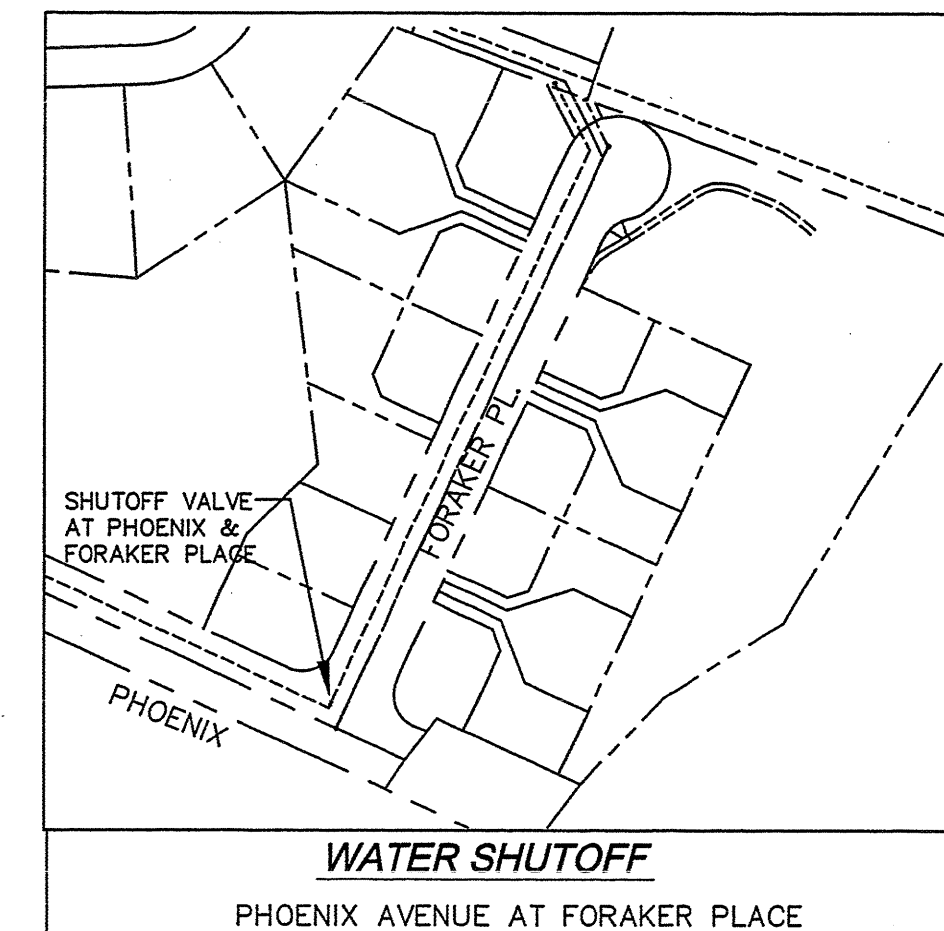 FORAKER PL.
SHUTOFF VALVE
AT PHOENIX &
FORAKER PLACE
PHOENIX
WATER SHUTOFF
PHOENIX AVENUE AT FORAKER PLACE